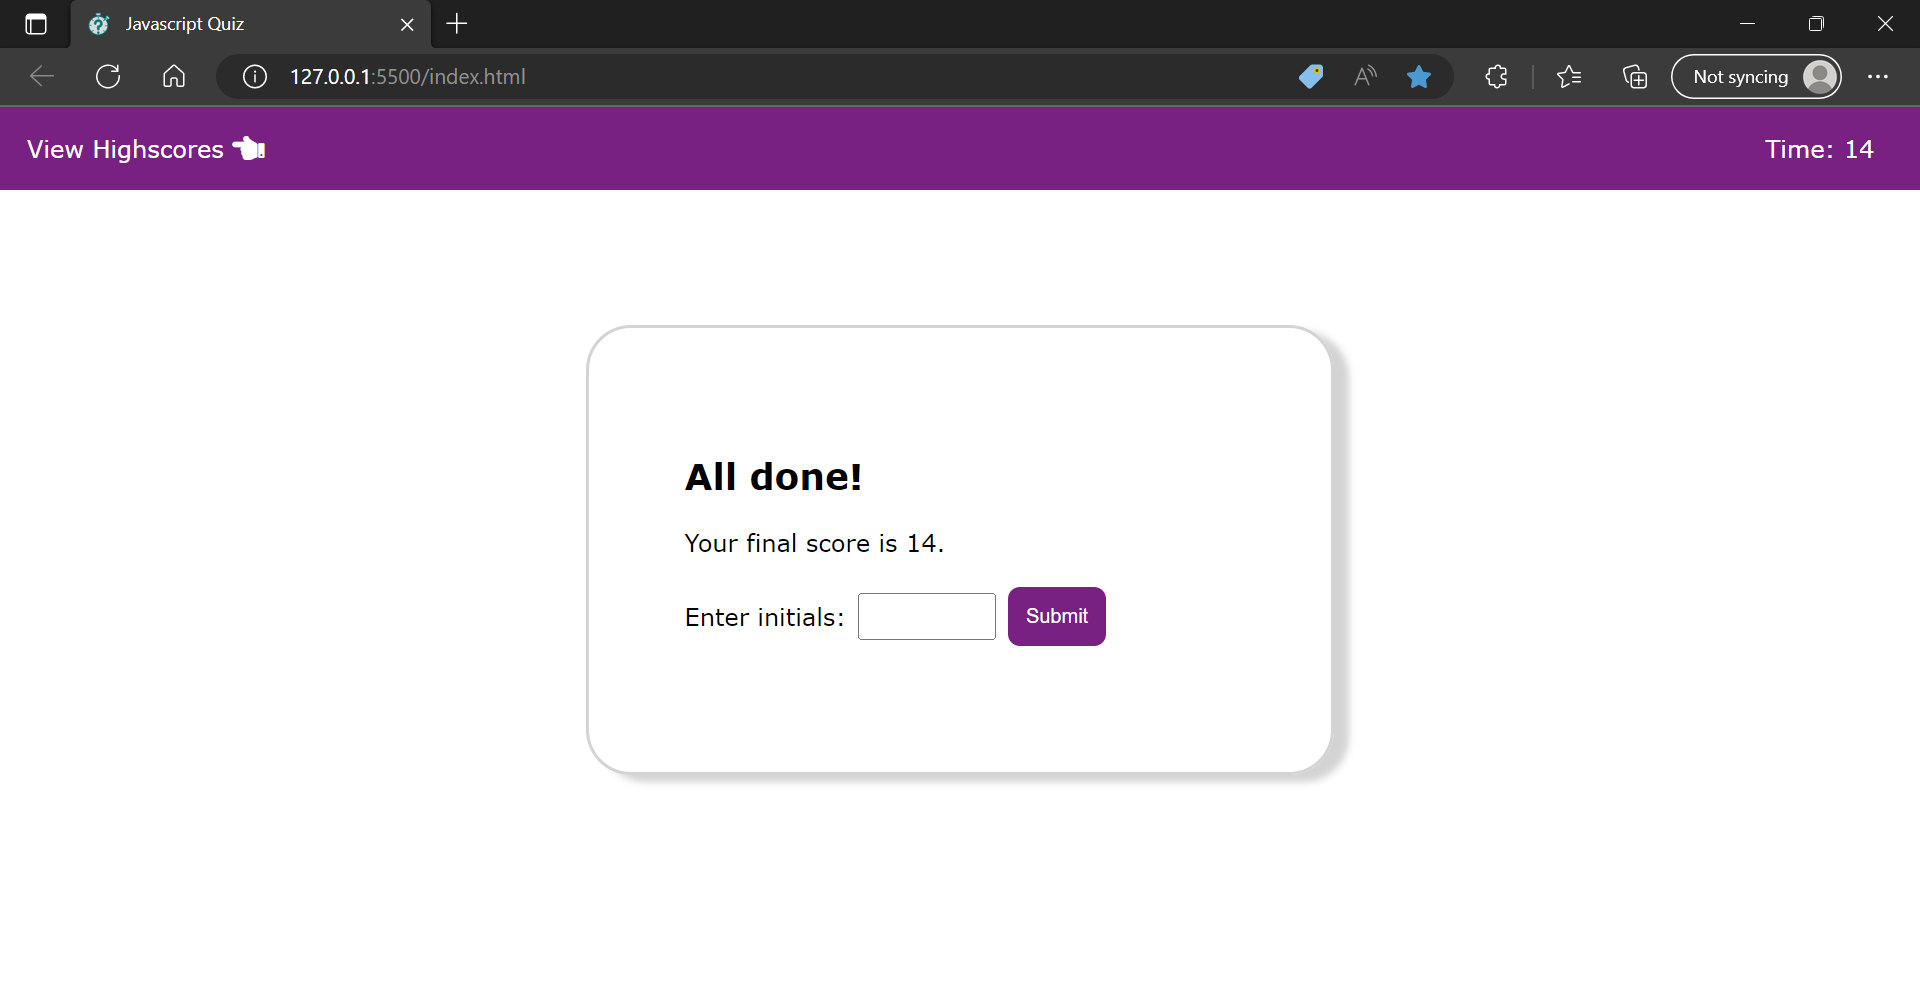 Javascript Quiz
127.0.0.1:5500/index.html
Not syncing
View Highscores
Time: 14
All done!
Your final score is 14.
Enter initials:
Submit